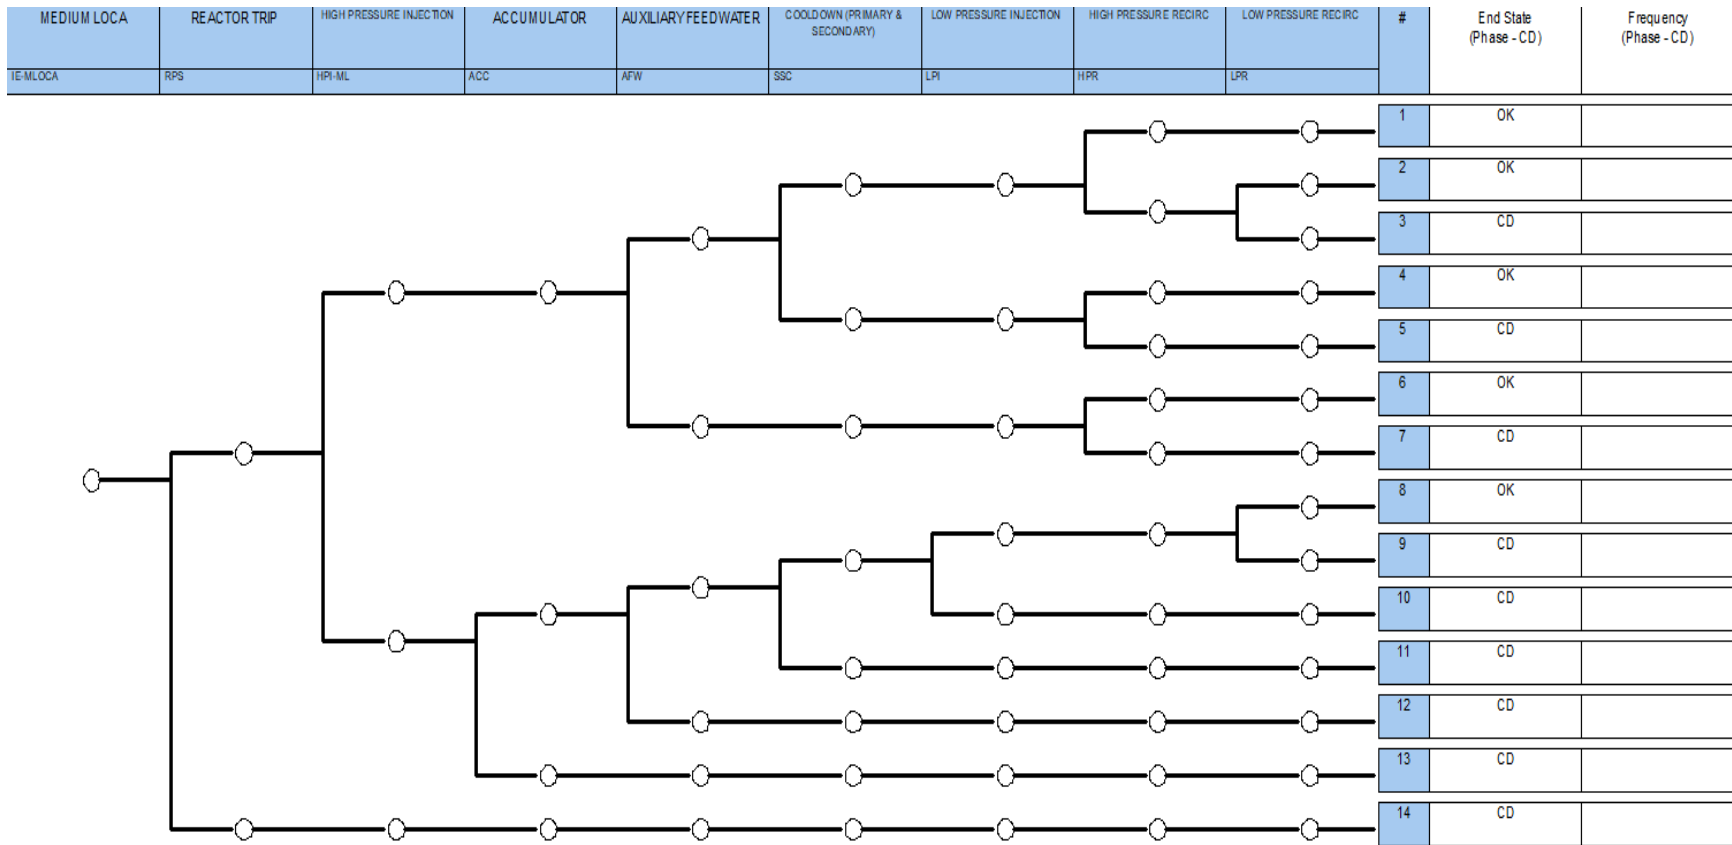 MEDIUM LOCA
REACTOR TRIP
HIGH PRESSURE INJECTION
ACCUMULATOR
AUXILIARY FEEDWATER
COOLDOWN (PRIMARY &
SECONDARY)
LOW PRESSURE INJECTION
HIGH PRESSURE RECIRC
LOW PRESSURE RECIRC
#
End State
(Phase - CD)
Frequency
(Phase - CD)
IE-MLOCA
RPS
HPI-ML
ACC
AFW
SSC
LPI
HPR
LPR
1 OK
2 OK
3 CD
4 OK
5 CD
6 OK
7 CD
8 OK
9 CD
10 CD
11 CD
12 CD
13 CD
14 CD